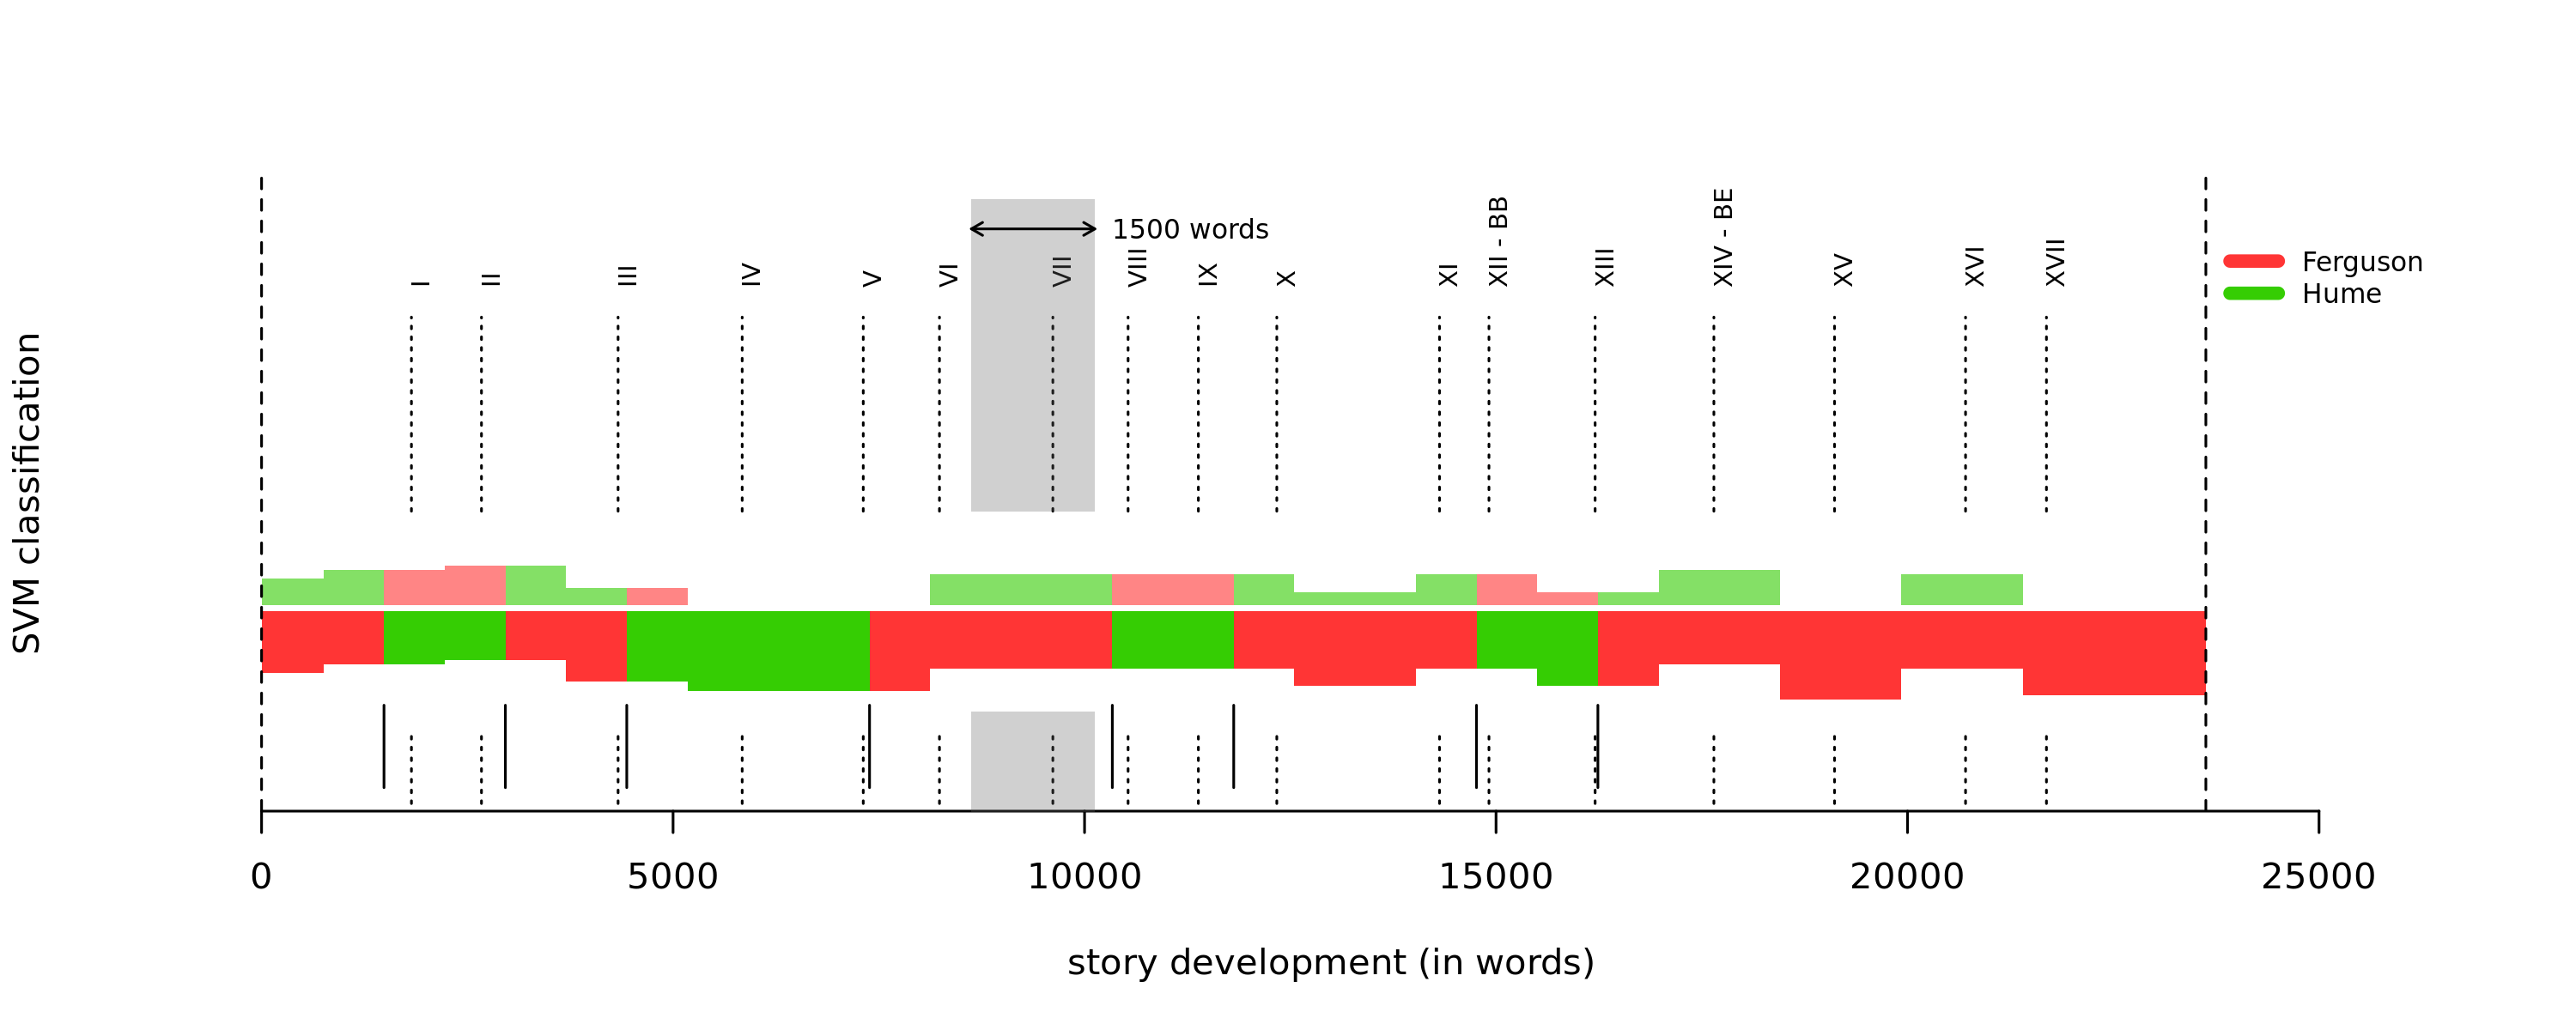 1500 words
I
II
III
IV
V
VI
VII
VIII
IX
X
XI
XII - BB
XIII
XIV - BE
XV
XVI
XVII
Ferguson
Hume
SVM classification
0
5000
10000
15000
20000
25000
story development (in words)